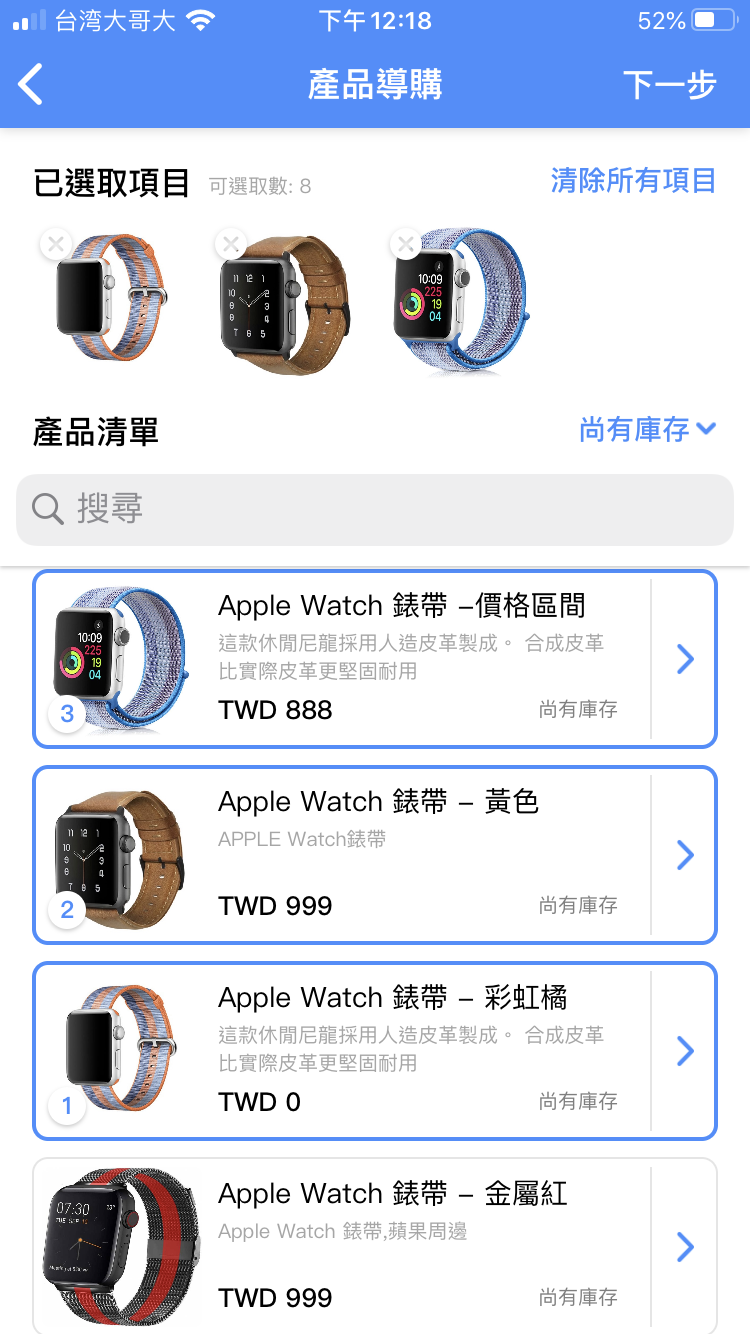 台湾大哥大 下午12:18 52%
產品導購 下一步
已選取項目 可選取數: 8 清除所有項目
10:09
225
19
04
產品清單 尚有庫存
搜尋
Apple Watch 錶帶 –價格區間
這款休閒尼龍採用人造皮革製成。 合成皮革
比實際皮革更堅固耐用
TWD 888 尚有庫存
10:09
225
19
04
3
Apple Watch 錶帶 – 黃色
APPLE Watch錶帶
TWD 999 尚有庫存
2
Apple Watch 錶帶 – 彩虹橘
這款休閒尼龍採用人造皮革製成。 合成皮革
比實際皮革更堅固耐用
TWD 0 尚有庫存
1
Apple Watch 錶帶 – 金屬紅
Apple Watch 錶帶,蘋果周邊
TWD 999 尚有庫存
07:30